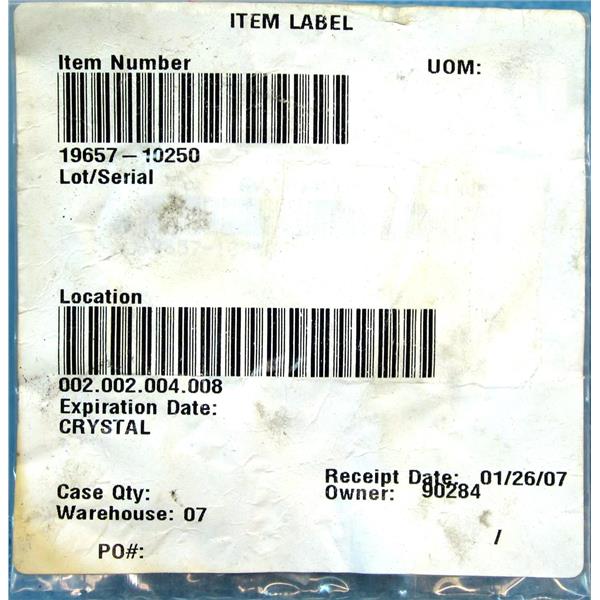 ITEM LABEL
Item Number
UOM:
19657-10250
Lot/Serial
Location
002.002.004.008
Expiration Date:
CRYSTAL
Receipt Date: 01/26/07
Case Qty:
Owner: 90284
Warehouse: 07
/
PO#: